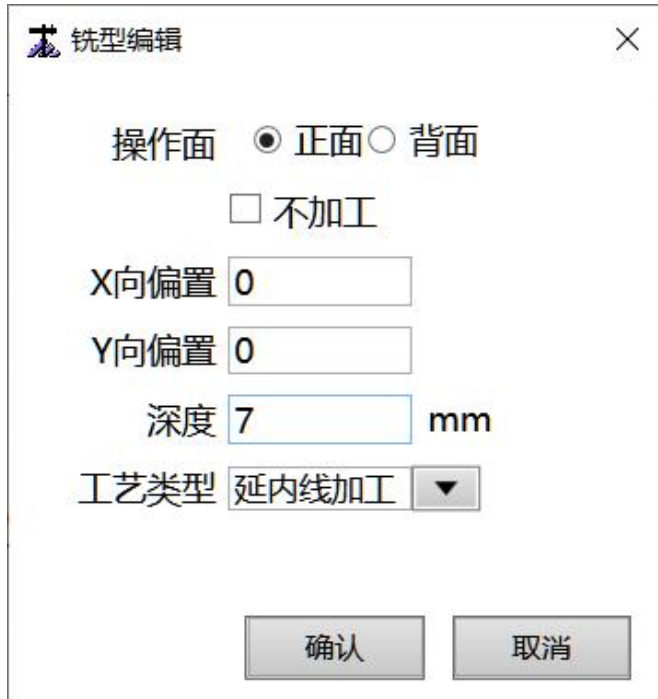 铣型编辑
操作面 正面 背面
不加工
X向偏置 0
Y向偏置 0
深度 7 mm
工艺类型 延内线加工
确认 取消